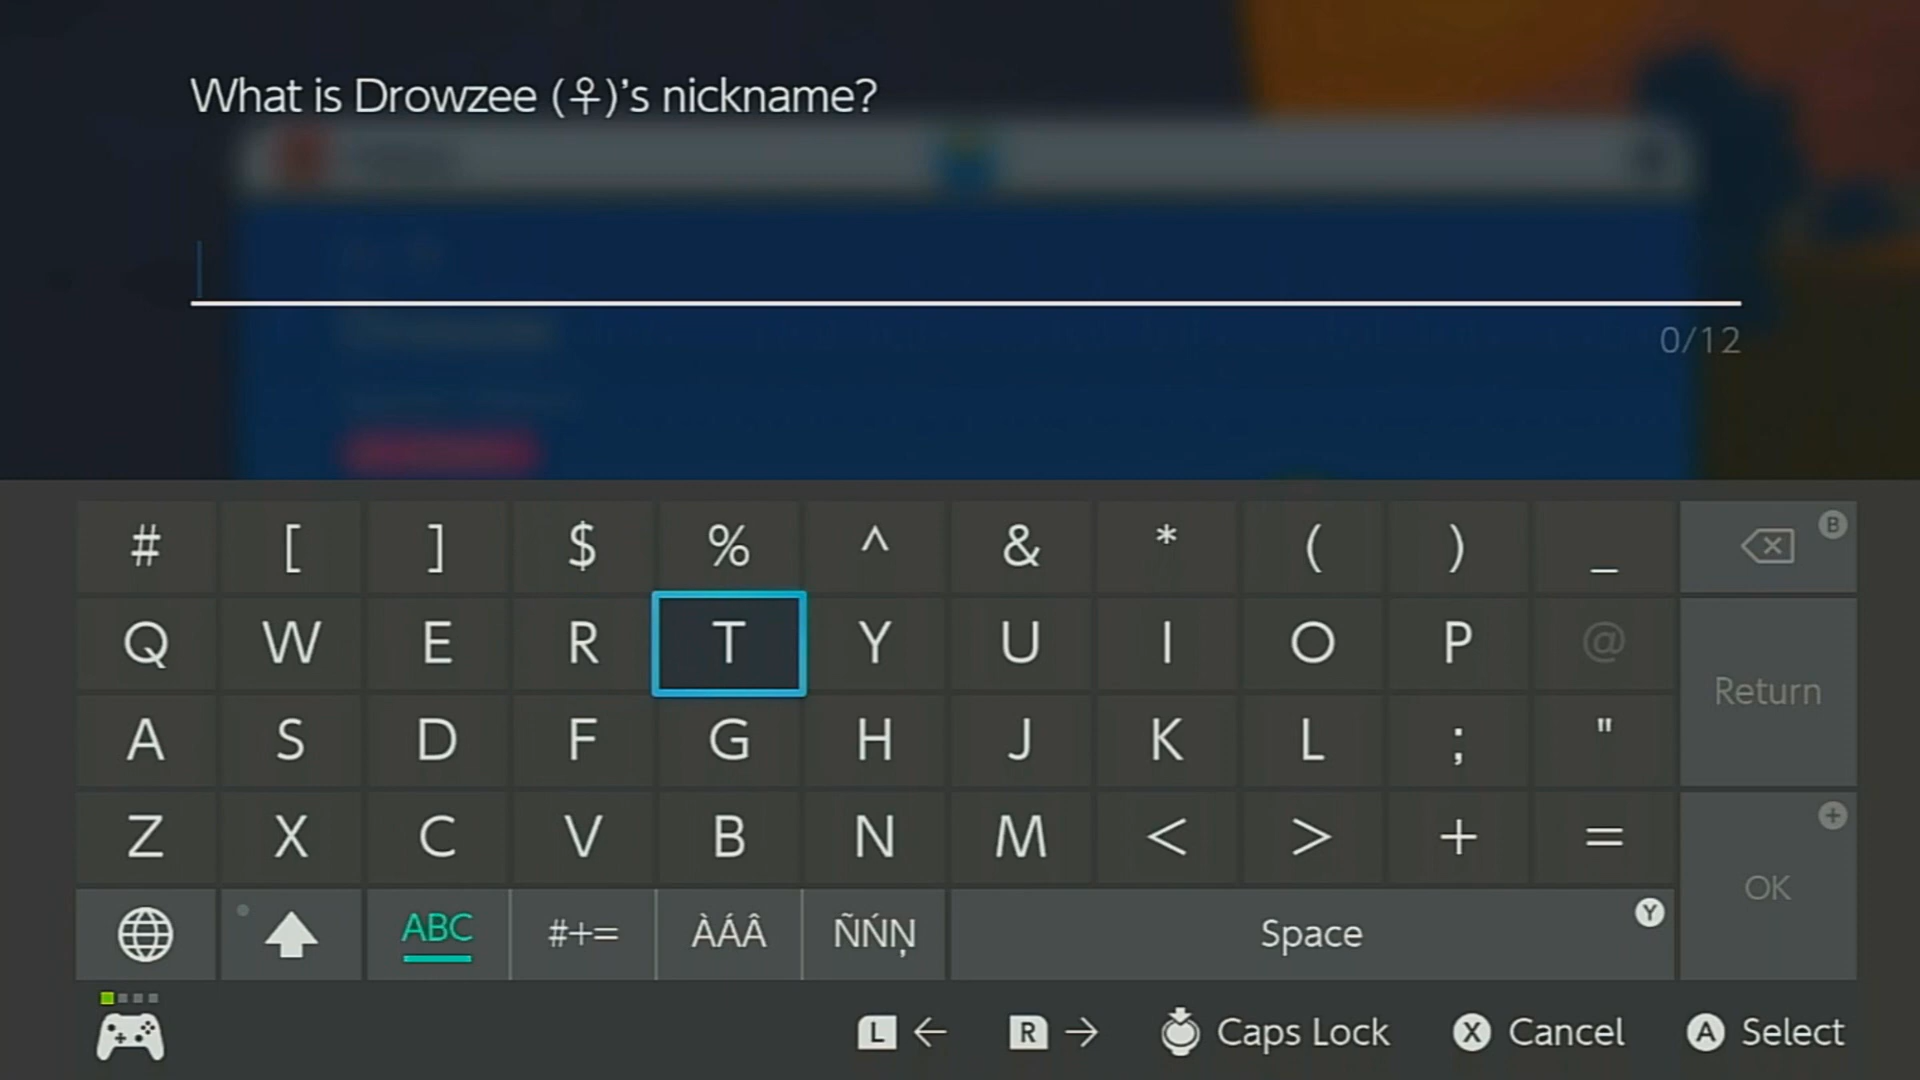 What is Drowzee (♀)'s nickname?
0/12
# [ ] $ % ^ & * ( ) _ B
Q W E R T Y U I O P @
Return
A S D F G H J K L ; "
Z X C V B N M < > + =
ABC #+= ÀÁÂ ÑŃŅ Space Y OK
L ← R → Caps Lock X Cancel A Select